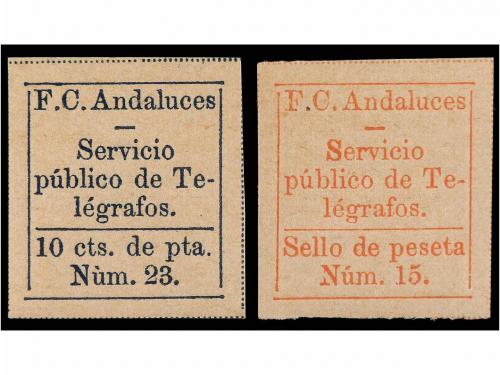 F.C. Andaluces
—
Servicio
público de Te-
légrafos.
10 cts. de pta.
Nùm. 23.
F.C. Andaluces
—
Servicio
público de Te-
légrafos.
Sello de peseta
Núm. 15.